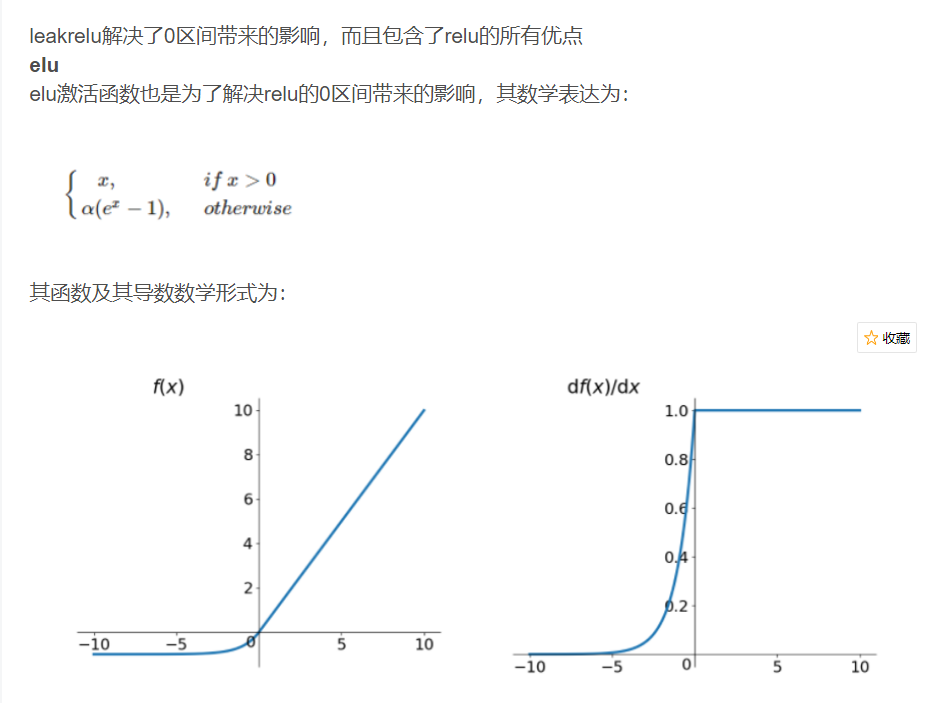 leakrelu解决了0区间带来的影响，而且包含了relu的所有优点
elu
elu激活函数也是为了解决relu的0区间带来的影响，其数学表达为：
x, if x > 0
α(eˣ − 1), otherwise
其函数及其导数数学形式为：
☆ 收藏
f(x)
10
8
6
4
2
−10 −5 0 5 10
df(x)/dx
1.0
0.8
0.6
0.4
0.2
−10 −5 0 5 10